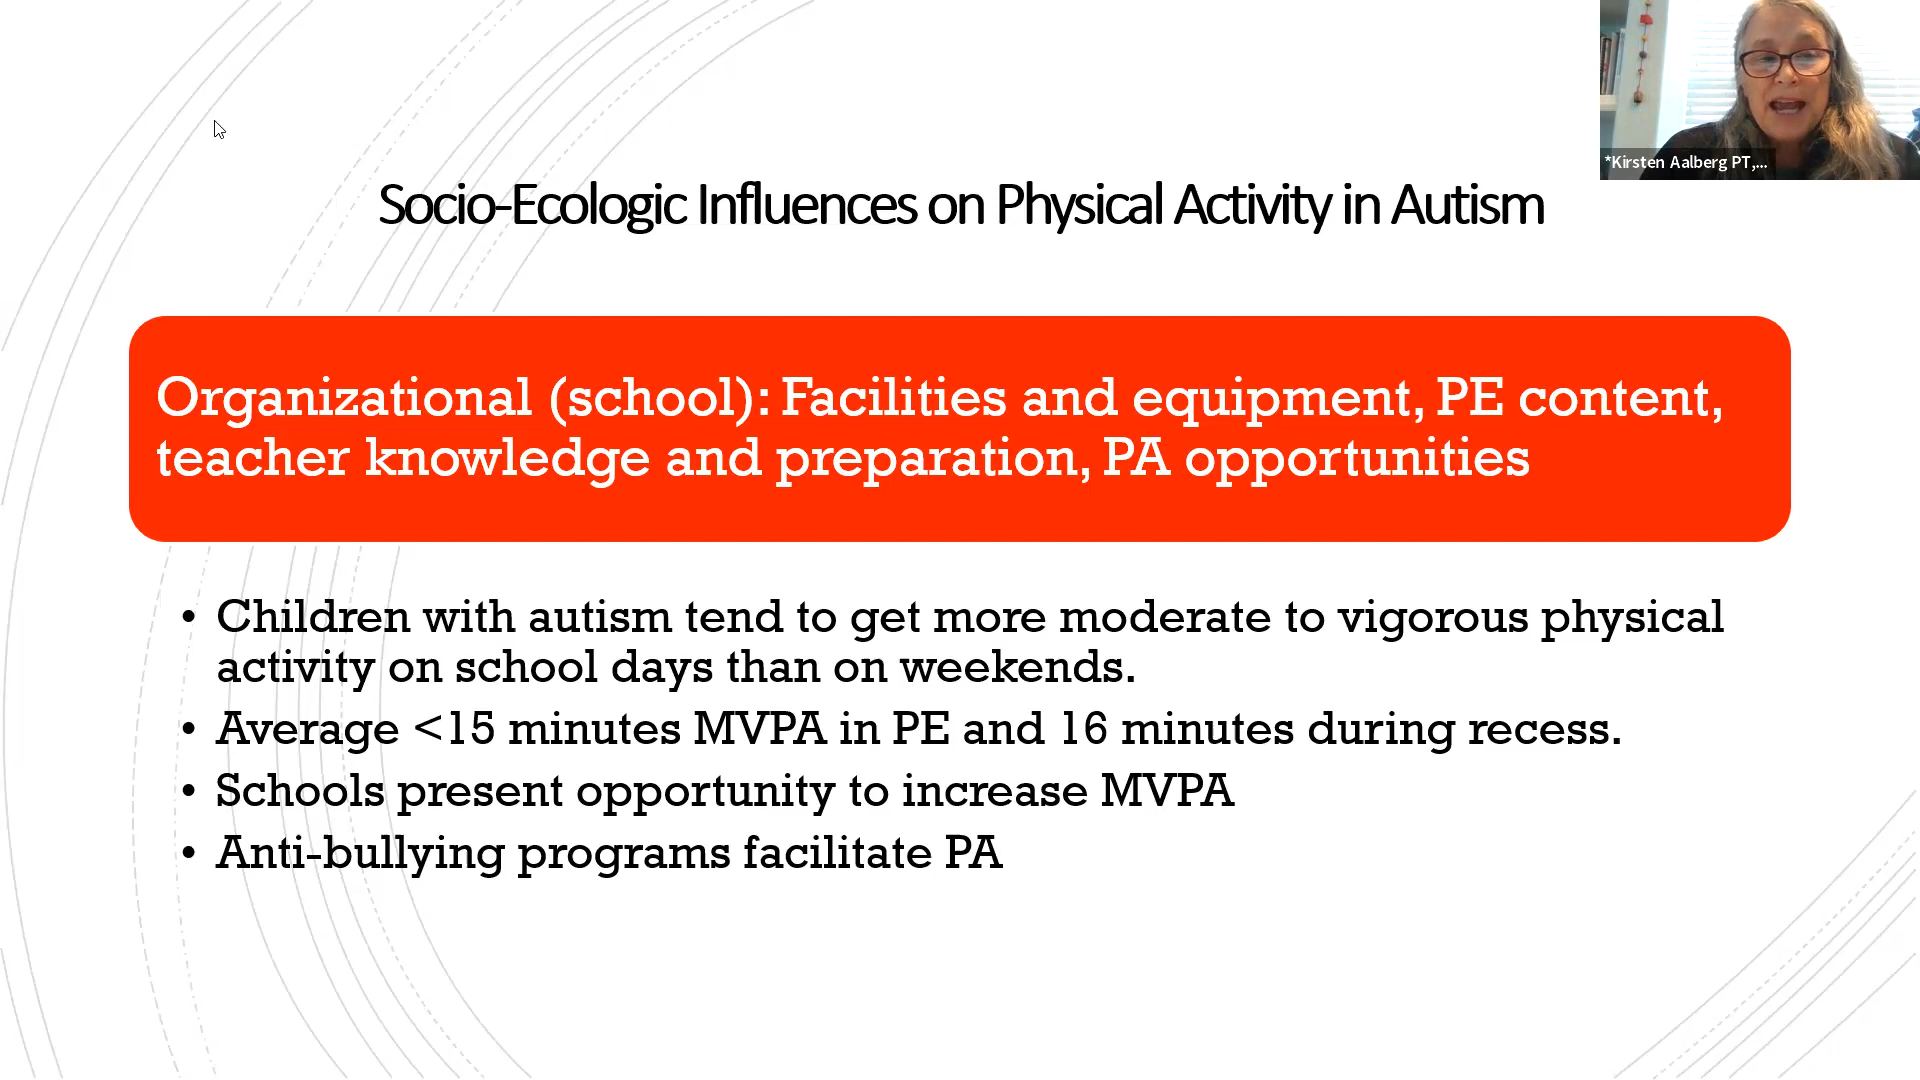 *Kirsten Aalberg PT,...
Socio-Ecologic Influences on Physical Activity in Autism
Organizational (school): Facilities and equipment, PE content,
teacher knowledge and preparation, PA opportunities
• Children with autism tend to get more moderate to vigorous physical
activity on school days than on weekends.
• Average <15 minutes MVPA in PE and 16 minutes during recess.
• Schools present opportunity to increase MVPA
• Anti-bullying programs facilitate PA